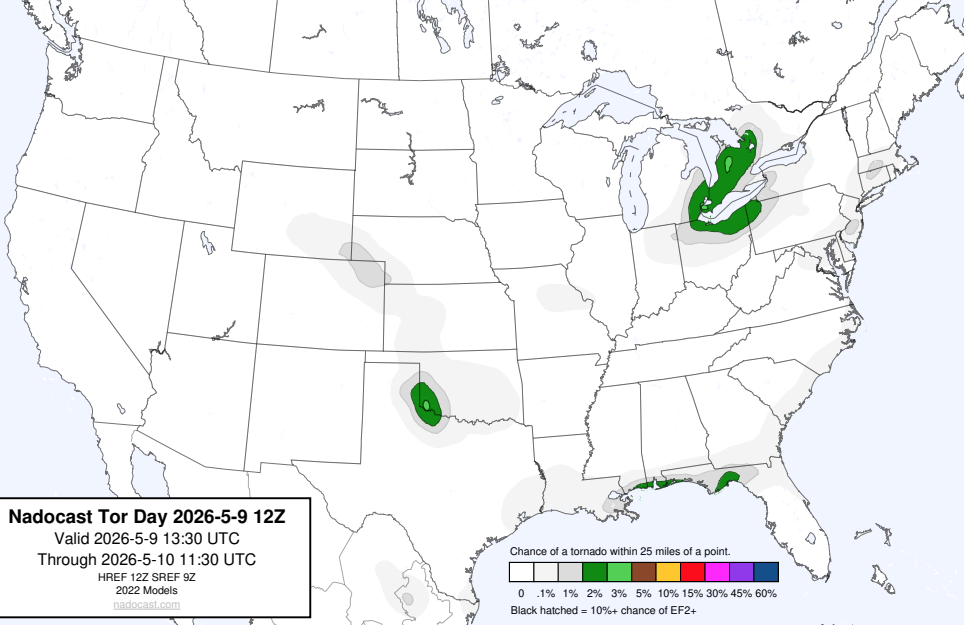 Nadocast Tor Day 2026-5-9 12Z
Valid 2026-5-9 13:30 UTC
Through 2026-5-10 11:30 UTC
HREF 12Z SREF 9Z
2022 Models
nadocast.com
Chance of a tornado within 25 miles of a point.
0 .1% 1% 2% 3% 5% 10% 15% 30% 45% 60%
Black hatched = 10%+ chance of EF2+